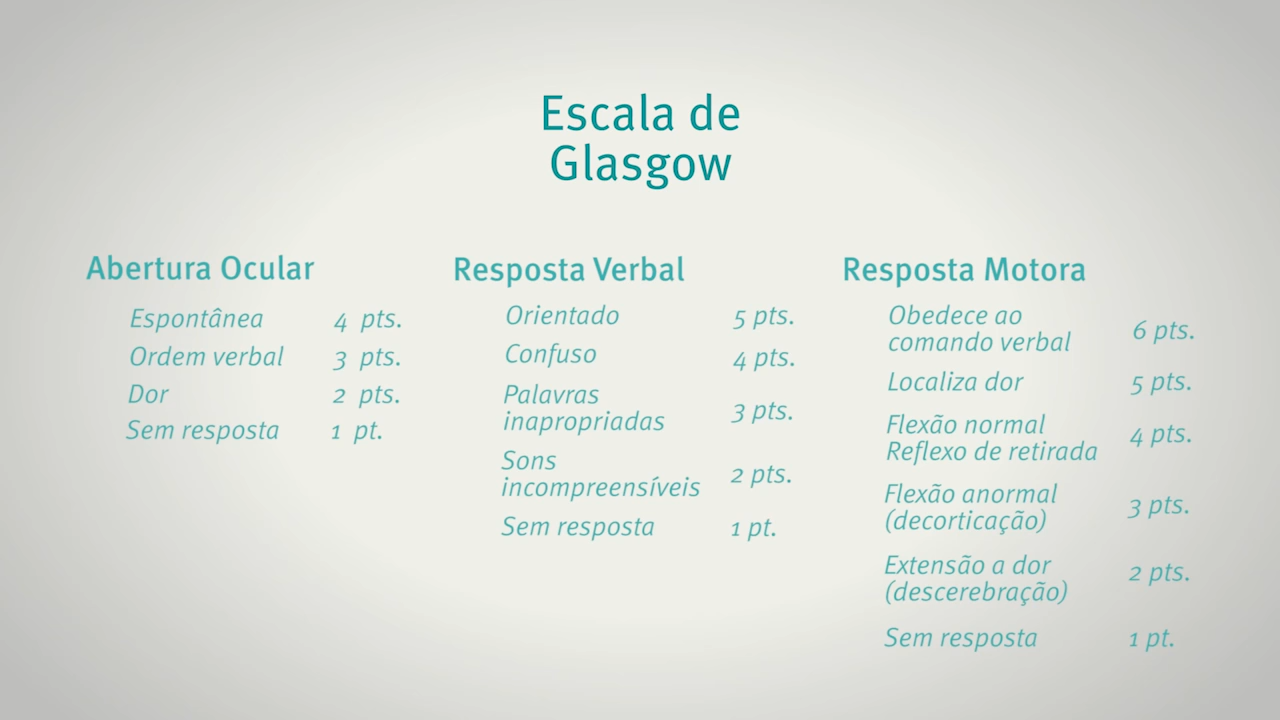 Escala de
Glasgow
Abertura Ocular
Espontânea 4 pts.
Ordem verbal 3 pts.
Dor 2 pts.
Sem resposta 1 pt.
Resposta Verbal
Orientado 5 pts.
Confuso 4 pts.
Palavras
inapropriadas 3 pts.
Sons
incompreensíveis 2 pts.
Sem resposta 1 pt.
Resposta Motora
Obedece ao
comando verbal 6 pts.
Localiza dor 5 pts.
Flexão normal
Reflexo de retirada 4 pts.
Flexão anormal
(decorticação) 3 pts.
Extensão a dor
(descerebração) 2 pts.
Sem resposta 1 pt.